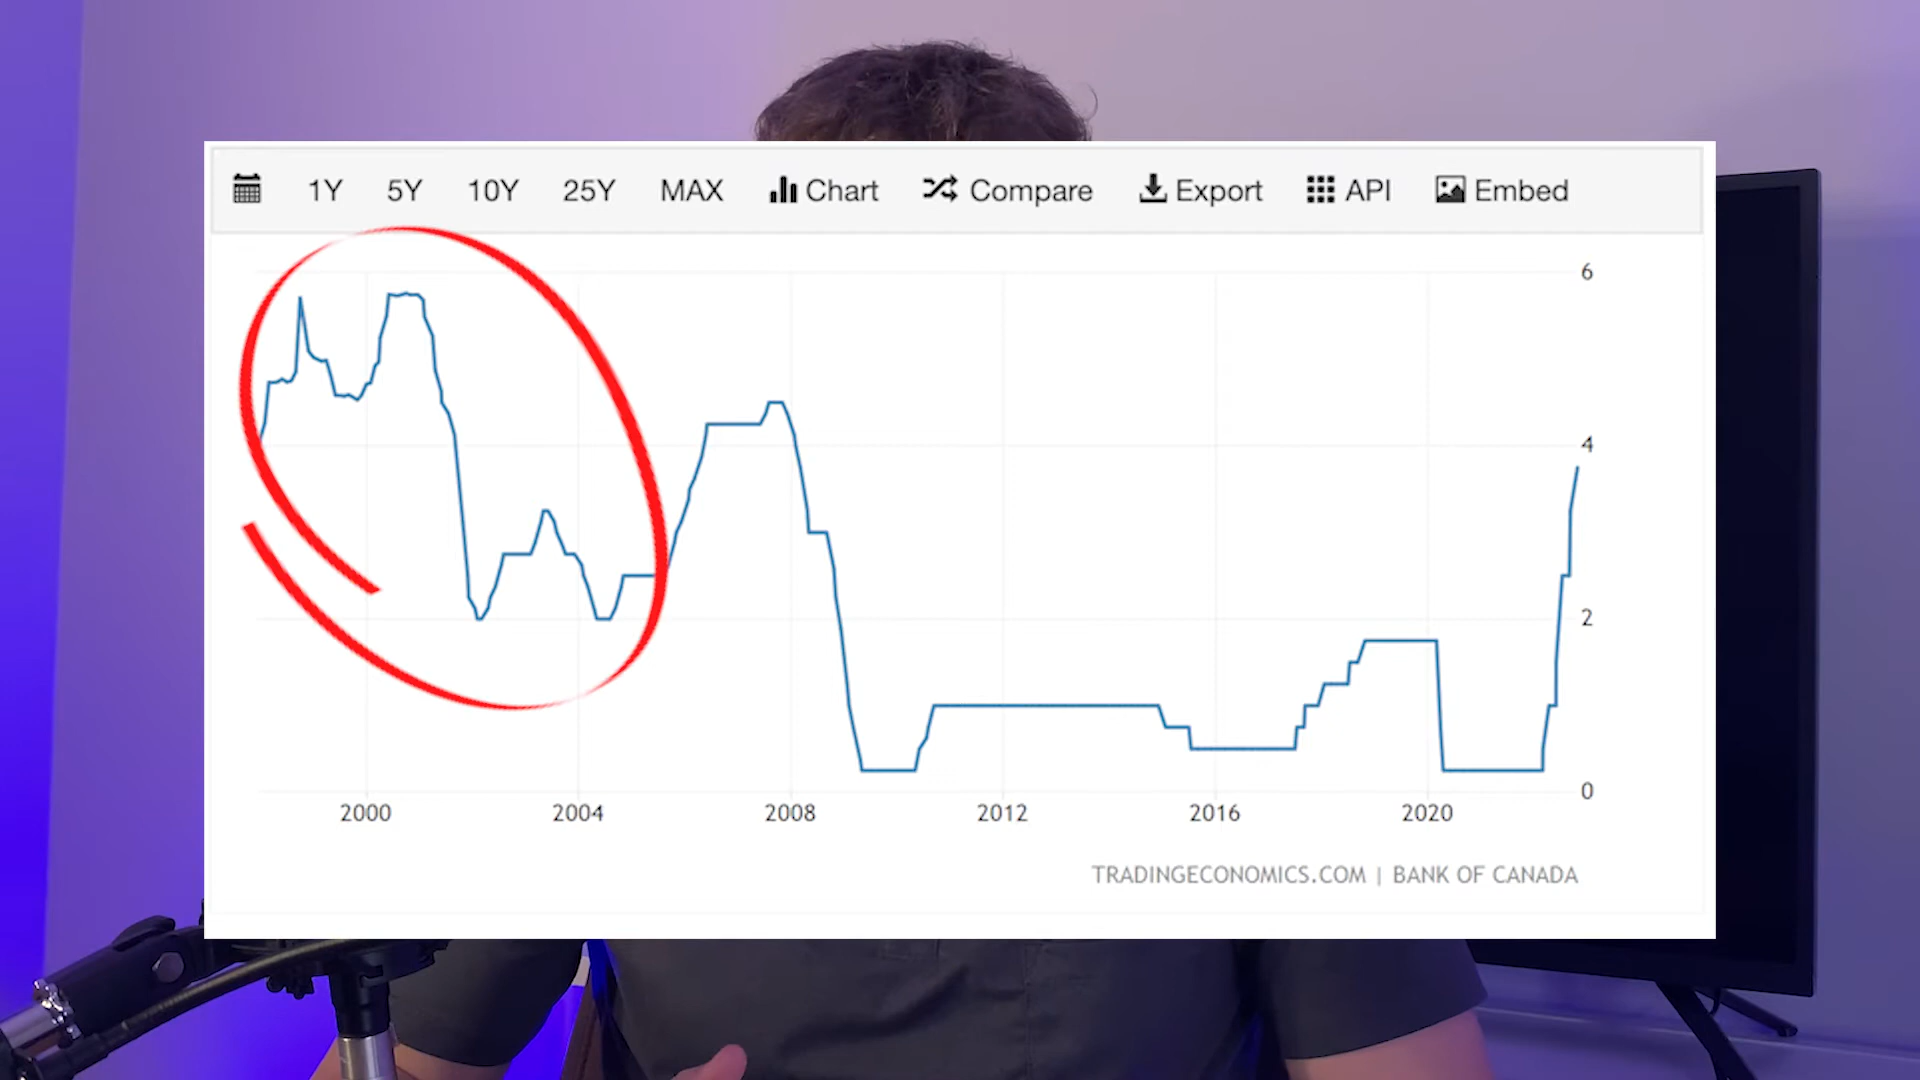 1Y 5Y 10Y 25Y MAX Chart Compare Export API Embed
6
4
2
0
2000 2004 2008 2012 2016 2020
TRADINGECONOMICS.COM | BANK OF CANADA